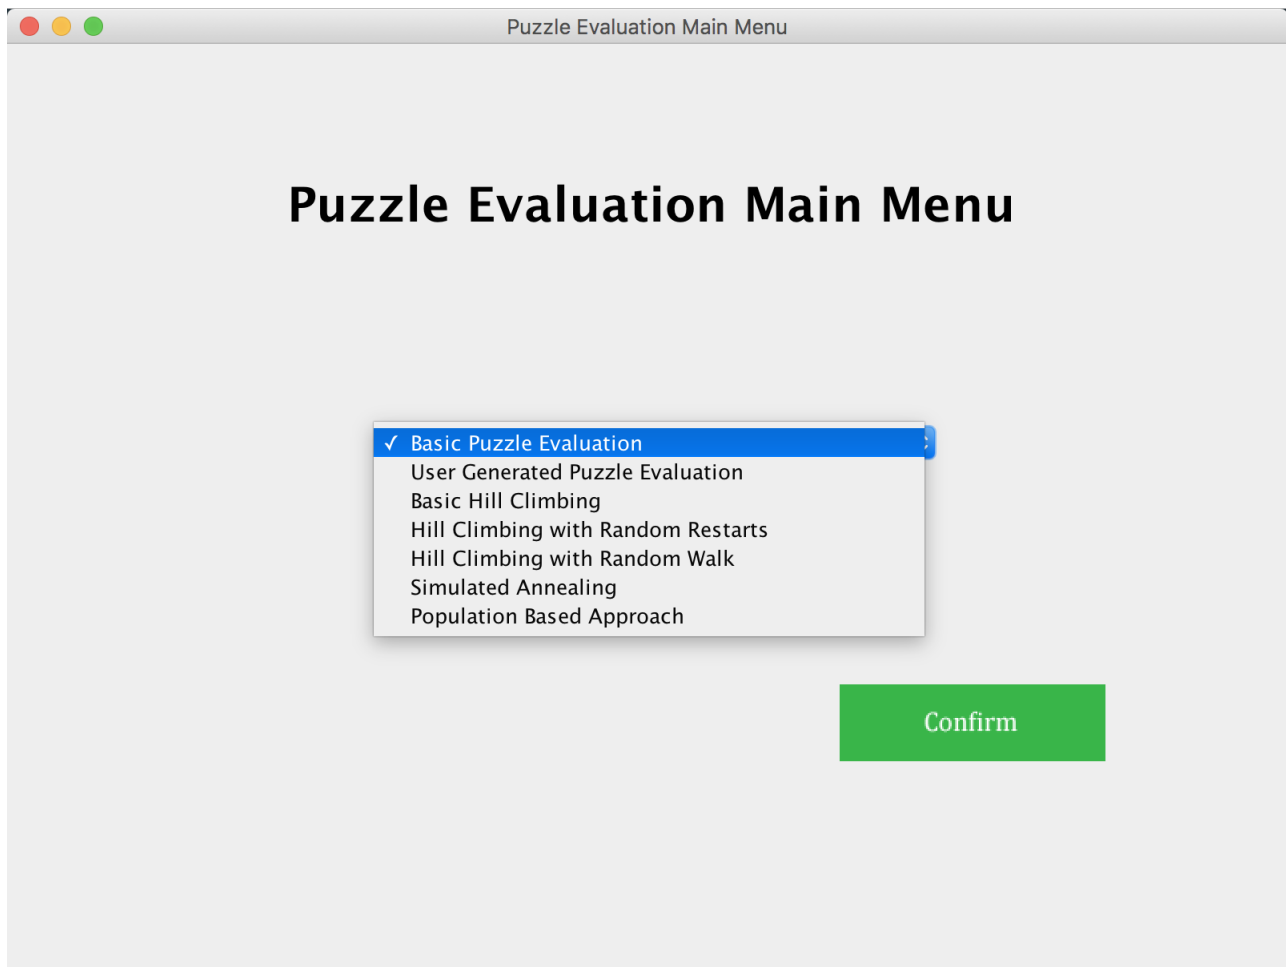 Puzzle Evaluation Main Menu
Puzzle Evaluation Main Menu
✓ Basic Puzzle Evaluation
User Generated Puzzle Evaluation
Basic Hill Climbing
Hill Climbing with Random Restarts
Hill Climbing with Random Walk
Simulated Annealing
Population Based Approach
Confirm